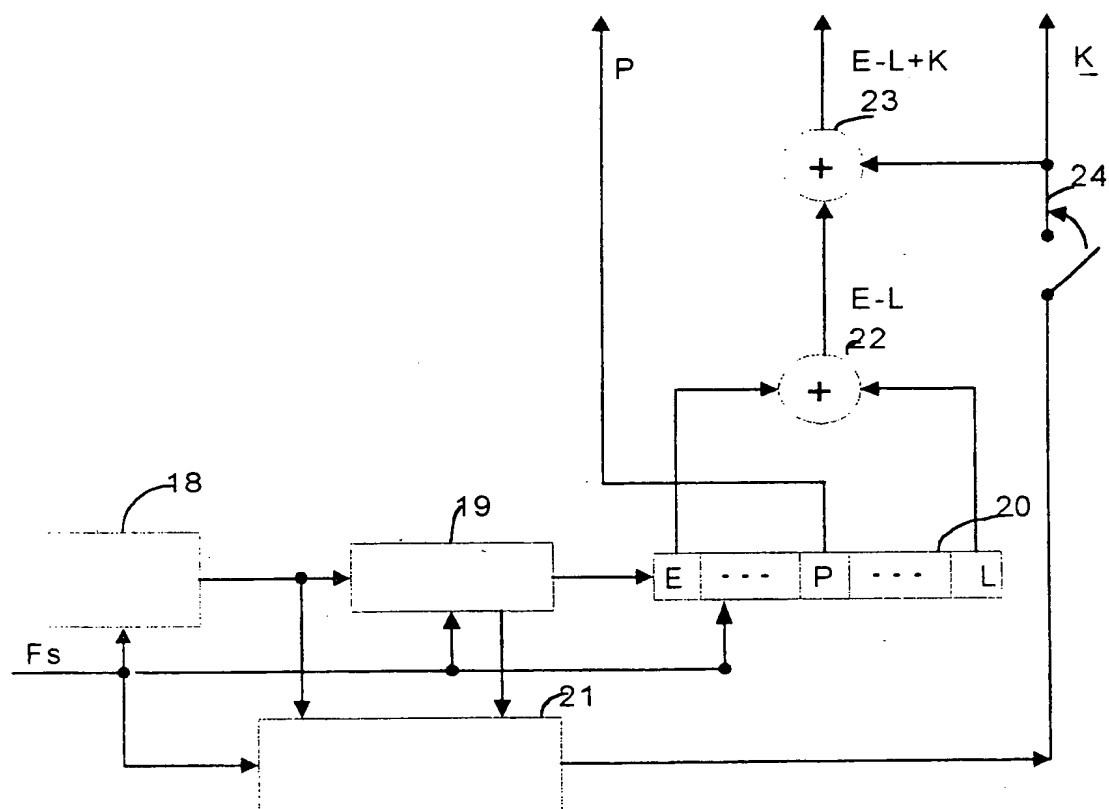 P
E-L+K
23
K
+
24
E-L
22
+
18
19
20
E --- P --- L
Fs
21